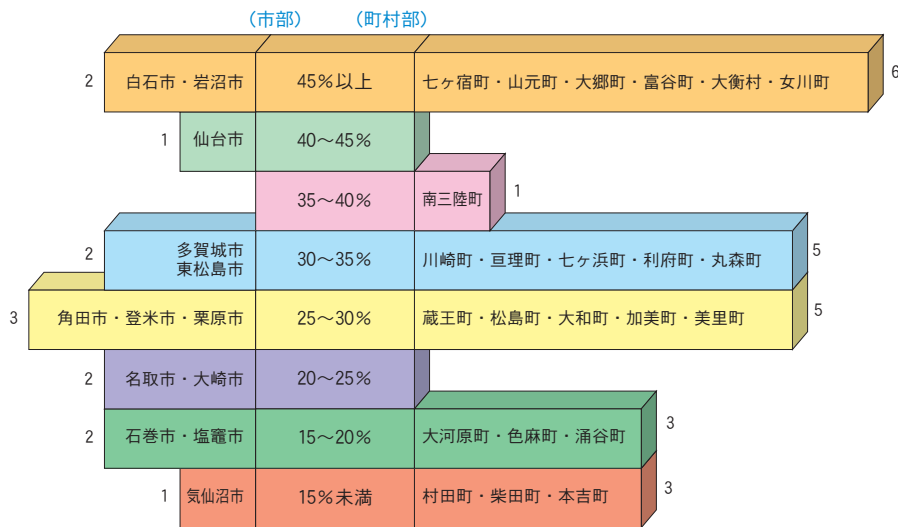 （市部） （町村部）
2 白石市・岩沼市 45％以上 七ヶ宿町・山元町・大郷町・富谷町・大衡村・女川町 6
1 仙台市 40〜45％
35〜40％ 南三陸町 1
2 多賀城市
東松島市 30〜35％ 川崎町・亘理町・七ヶ浜町・利府町・丸森町 5
3 角田市・登米市・栗原市 25〜30％ 蔵王町・松島町・大和町・加美町・美里町 5
2 名取市・大崎市 20〜25％
2 石巻市・塩竈市 15〜20％ 大河原町・色麻町・涌谷町 3
1 気仙沼市 15％未満 村田町・柴田町・本吉町 3